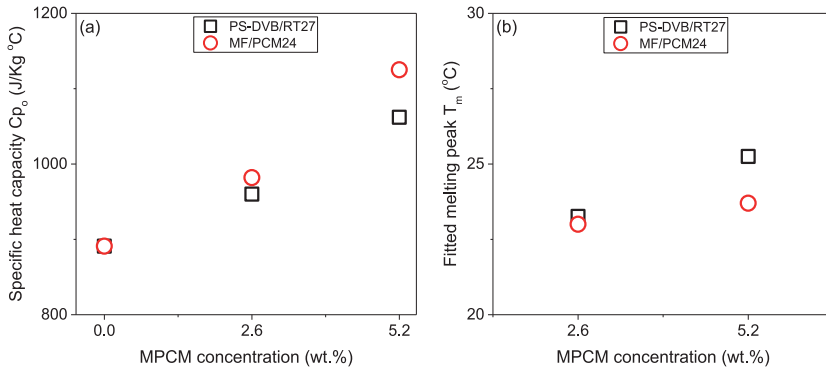 (a)
PS-DVB/RT27
MF/PCM24
1200
1000
800
Specific heat capacity Cpₒ (J/Kg °C)
0.0 2.6 5.2
MPCM concentration (wt.%)
(b)
PS-DVB/RT27
MF/PCM24
30
25
20
Fitted melting peak Tₘ (°C)
2.6 5.2
MPCM concentration (wt.%)